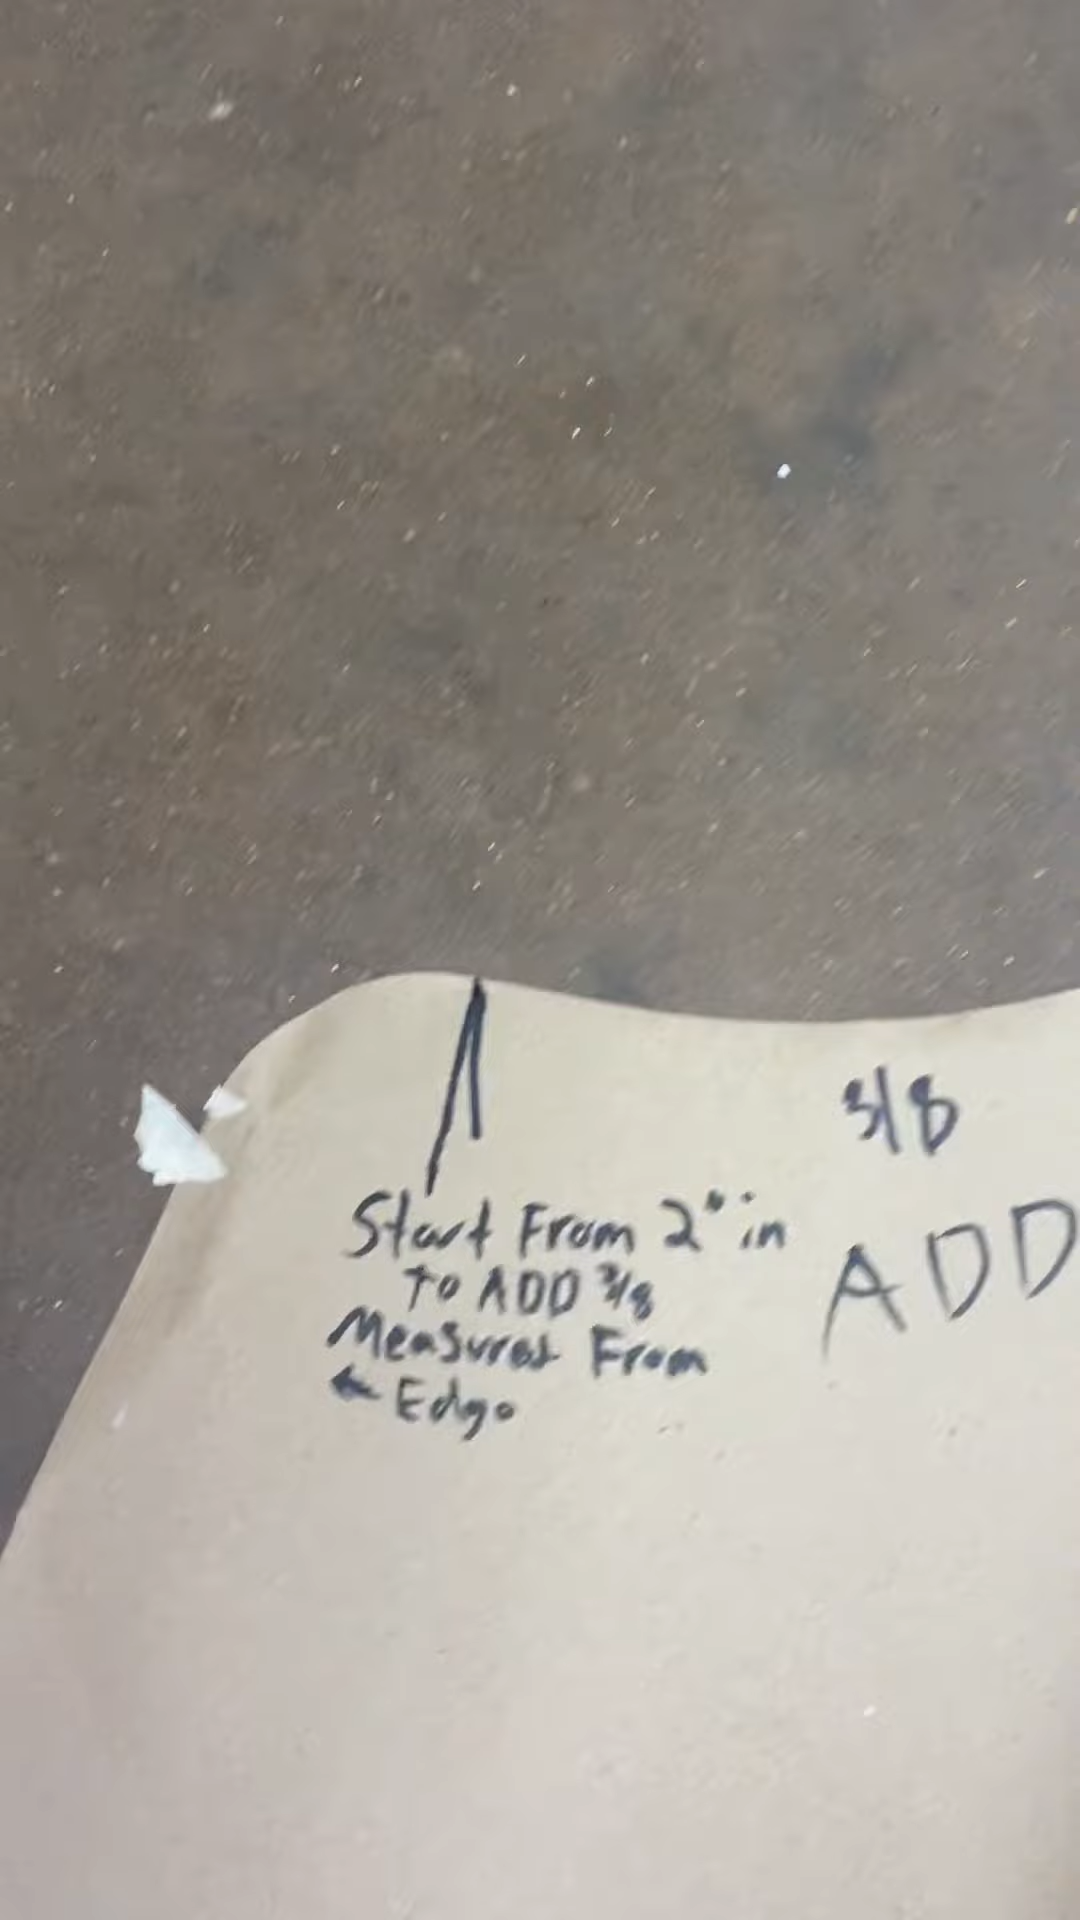 3/8
ADD
Start From 2" in
To ADD 3/8
Measured From
← Edge